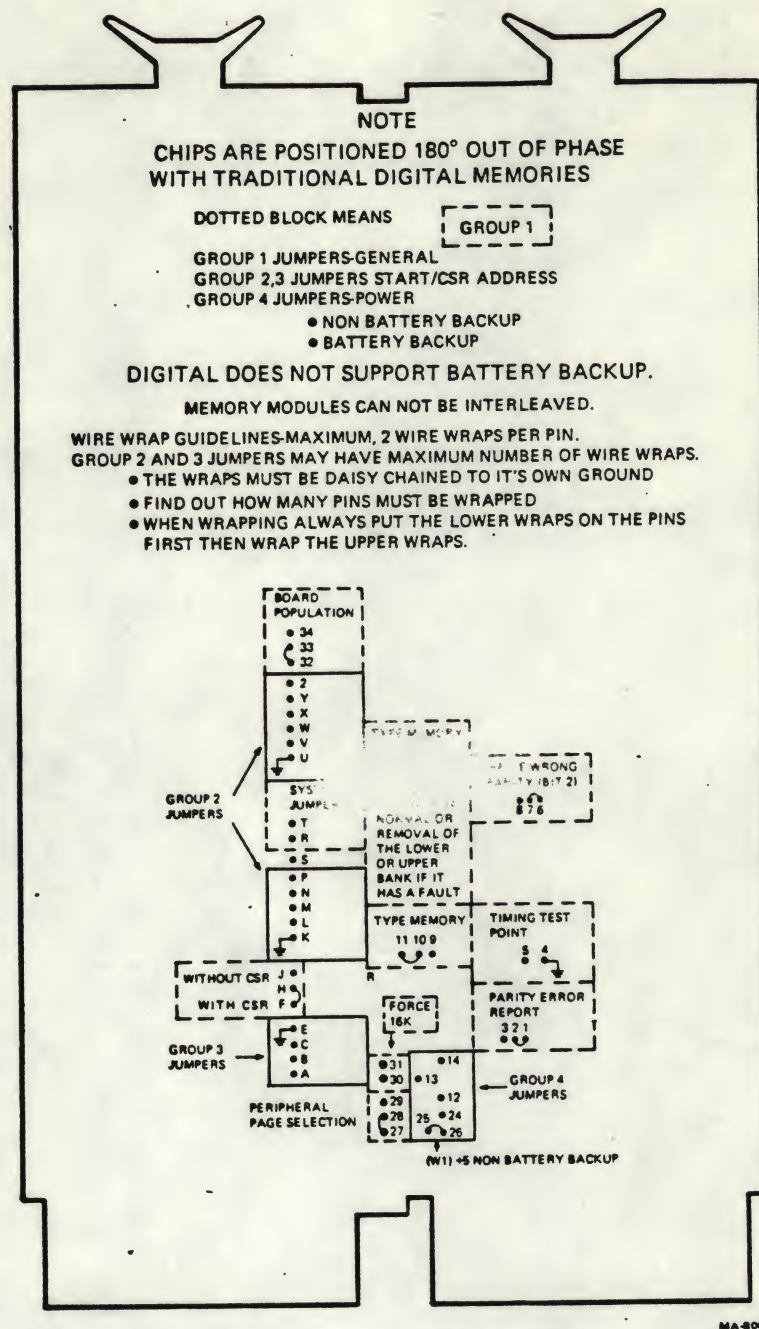 NOTE
CHIPS ARE POSITIONED 180° OUT OF PHASE
WITH TRADITIONAL DIGITAL MEMORIES
DOTTED BLOCK MEANS
GROUP 1
GROUP 1 JUMPERS-GENERAL
GROUP 2,3 JUMPERS START/CSR ADDRESS
GROUP 4 JUMPERS-POWER
● NON BATTERY BACKUP
● BATTERY BACKUP
DIGITAL DOES NOT SUPPORT BATTERY BACKUP.
MEMORY MODULES CAN NOT BE INTERLEAVED.
WIRE WRAP GUIDELINES-MAXIMUM, 2 WIRE WRAPS PER PIN.
GROUP 2 AND 3 JUMPERS MAY HAVE MAXIMUM NUMBER OF WIRE WRAPS.
● THE WRAPS MUST BE DAISY CHAINED TO IT'S OWN GROUND
● FIND OUT HOW MANY PINS MUST BE WRAPPED
● WHEN WRAPPING ALWAYS PUT THE LOWER WRAPS ON THE PINS
FIRST THEN WRAP THE UPPER WRAPS.
BOARD
POPULATION
34
33
32
2
Y
X
W
V
U
GROUP 2
JUMPERS
T
R
S
P
N
M
L
K
TYPE MEMORY
NORMAL OR
REMOVAL OF
THE LOWER
OR UPPER
BANK IF IT
HAS A FAULT
WRONG
(BIT 2)
8 7 6
TYPE MEMORY
11 10 9
R
TIMING TEST
POINT
5 4
WITHOUT CSR J
H
WITH CSR F
PARITY ERROR
REPORT
3 2 1
FORCE
16K
GROUP 3
JUMPERS
E
C
B
A
31
30
29
28
27
14
13
12
25 24
26
GROUP 4
JUMPERS
PERIPHERAL
PAGE SELECTION
(W1) +5 NON BATTERY BACKUP